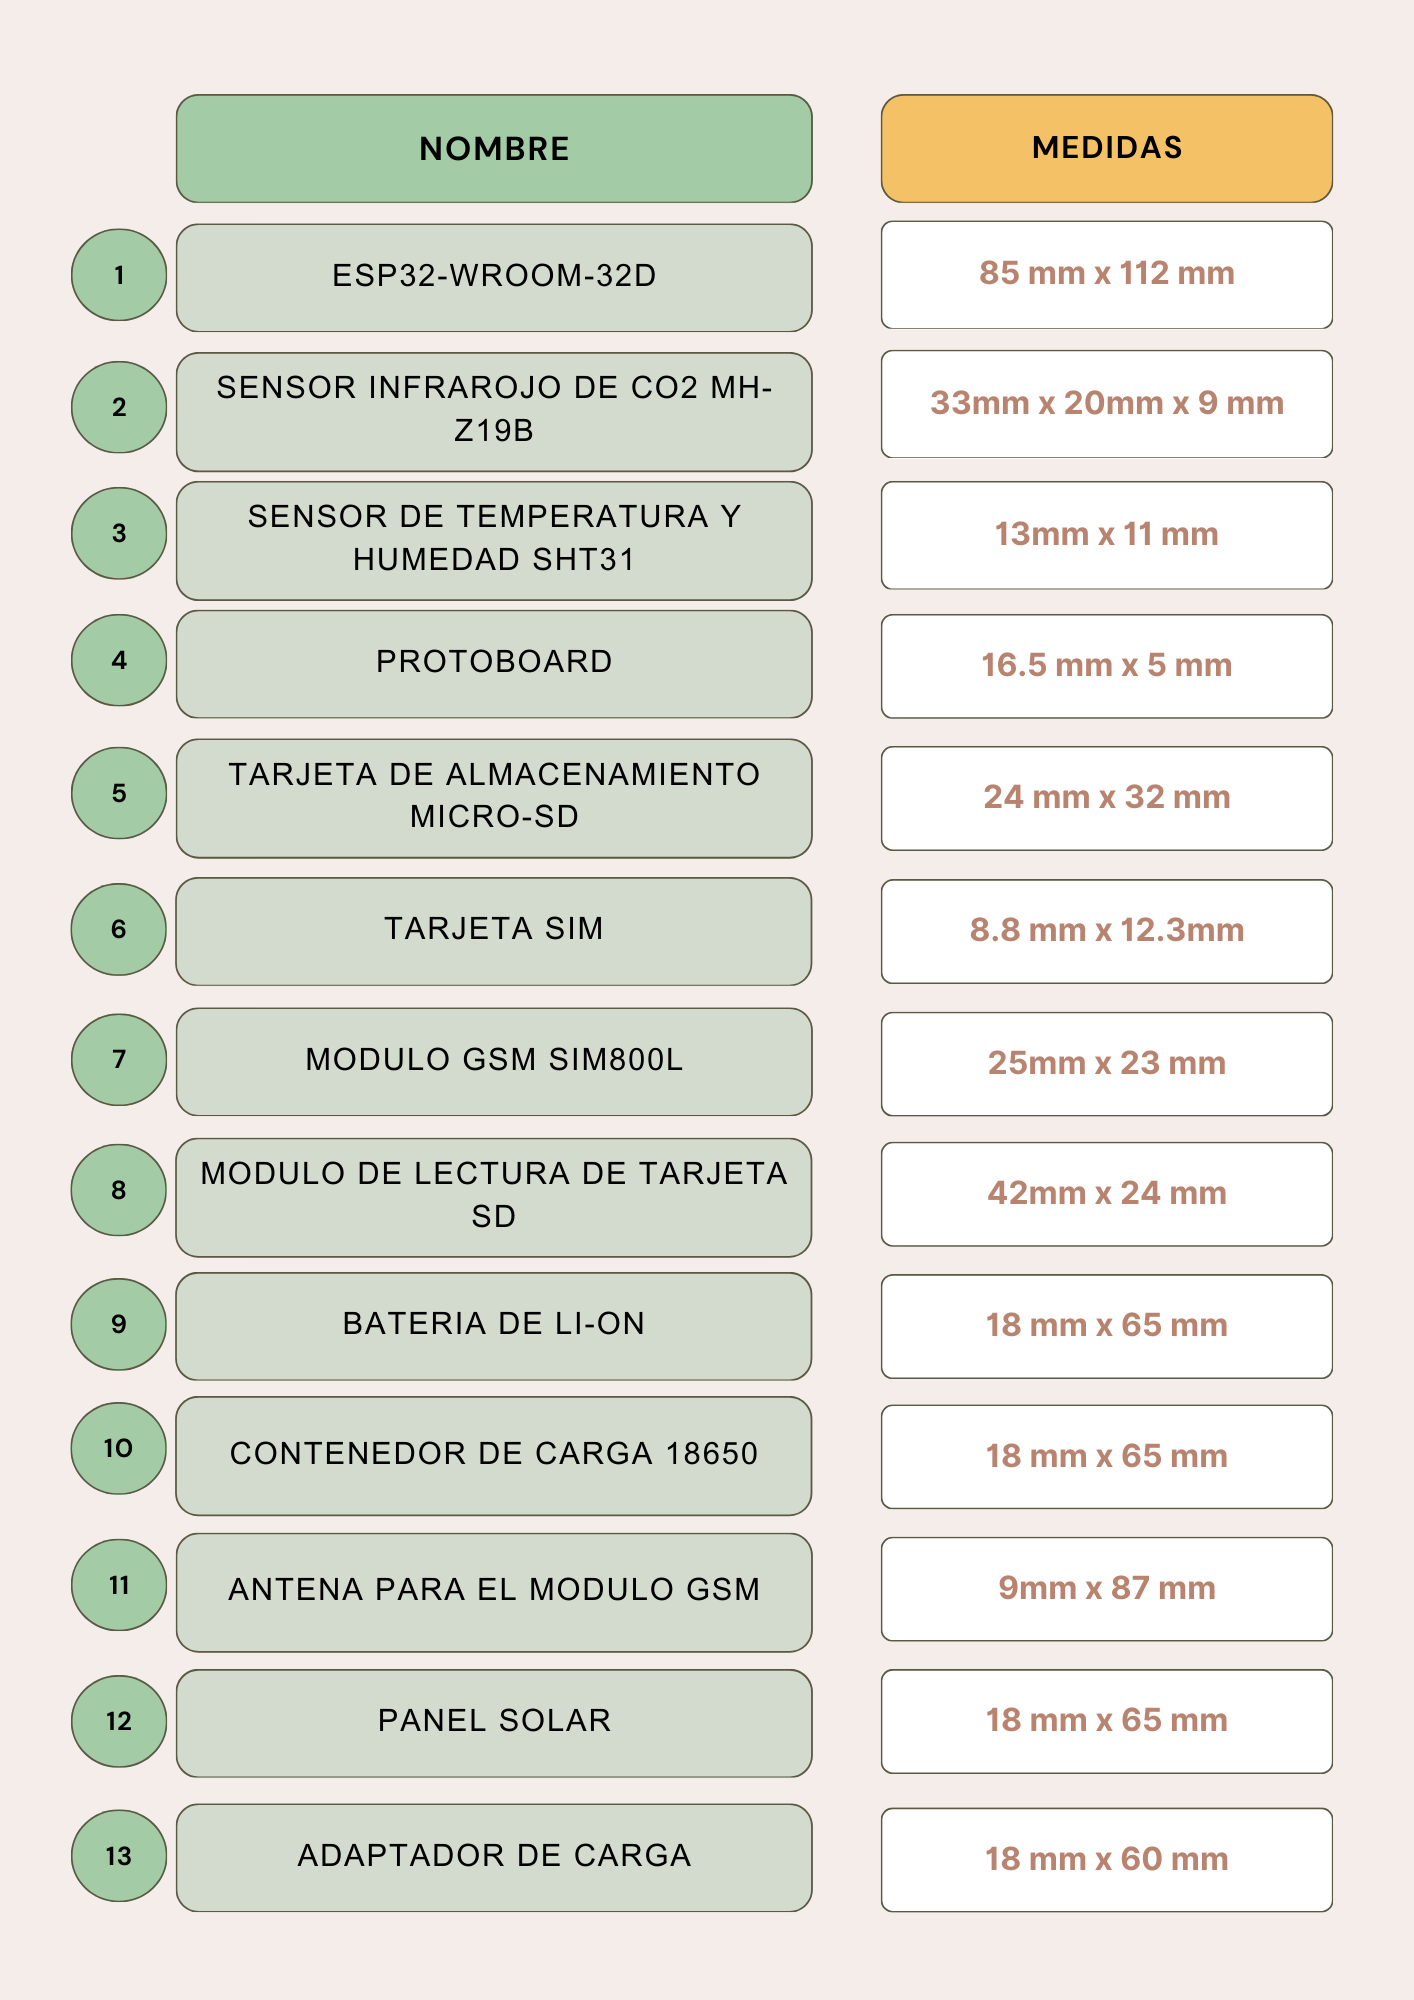 NOMBRE MEDIDAS
1 ESP32-WROOM-32D 85 mm x 112 mm
2 SENSOR INFRAROJO DE CO2 MH-
Z19B 33mm x 20mm x 9 mm
3 SENSOR DE TEMPERATURA Y
HUMEDAD SHT31 13mm x 11 mm
4 PROTOBOARD 16.5 mm x 5 mm
5 TARJETA DE ALMACENAMIENTO
MICRO-SD 24 mm x 32 mm
6 TARJETA SIM 8.8 mm x 12.3mm
7 MODULO GSM SIM800L 25mm x 23 mm
8 MODULO DE LECTURA DE TARJETA
SD 42mm x 24 mm
9 BATERIA DE LI-ON 18 mm x 65 mm
10 CONTENEDOR DE CARGA 18650 18 mm x 65 mm
11 ANTENA PARA EL MODULO GSM 9mm x 87 mm
12 PANEL SOLAR 18 mm x 65 mm
13 ADAPTADOR DE CARGA 18 mm x 60 mm